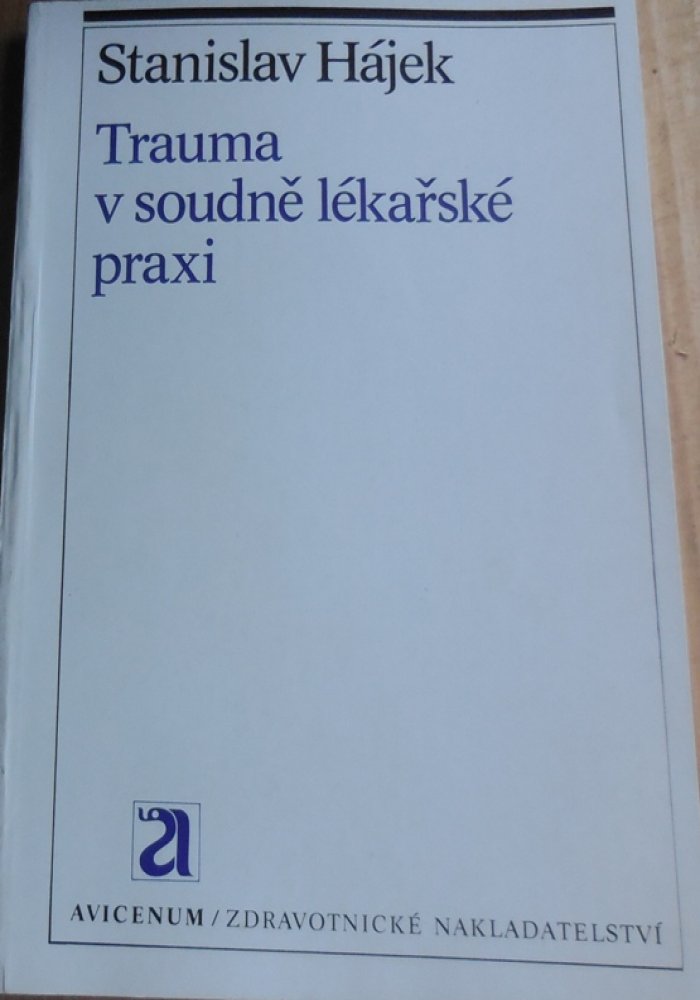 Stanislav Hájek
Trauma
v soudně lékařské
praxi
a
AVICENUM / ZDRAVOTNICKÉ NAKLADATELSTVÍ